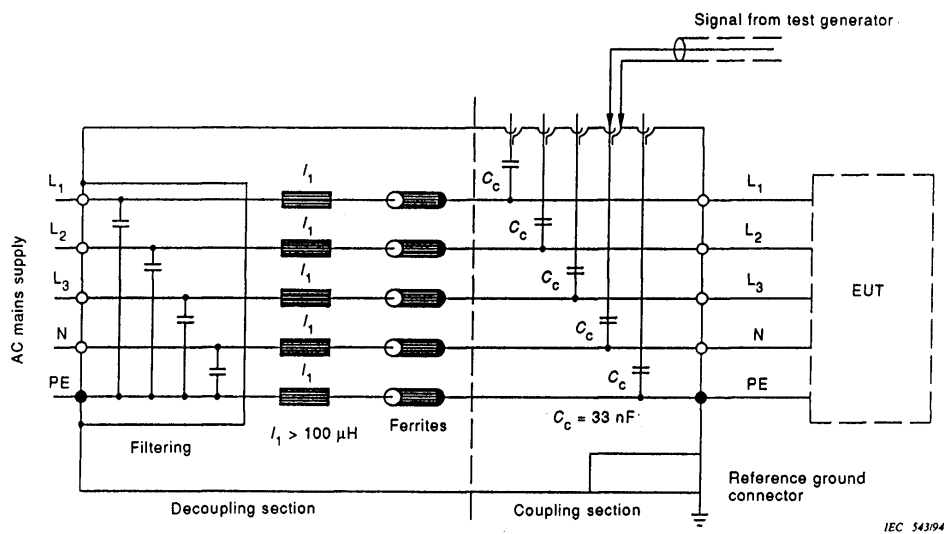 Signal from test generator
AC mains supply
L1
L2
L3
N
PE
l1
l1
l1
l1
l1
Cc
Cc
Cc
Cc
Cc
L1
L2
L3
N
PE
EUT
Filtering
l1 > 100 µH
Ferrites
Cc = 33 nF
Decoupling section
Coupling section
Reference ground
connector
IEC 543/94